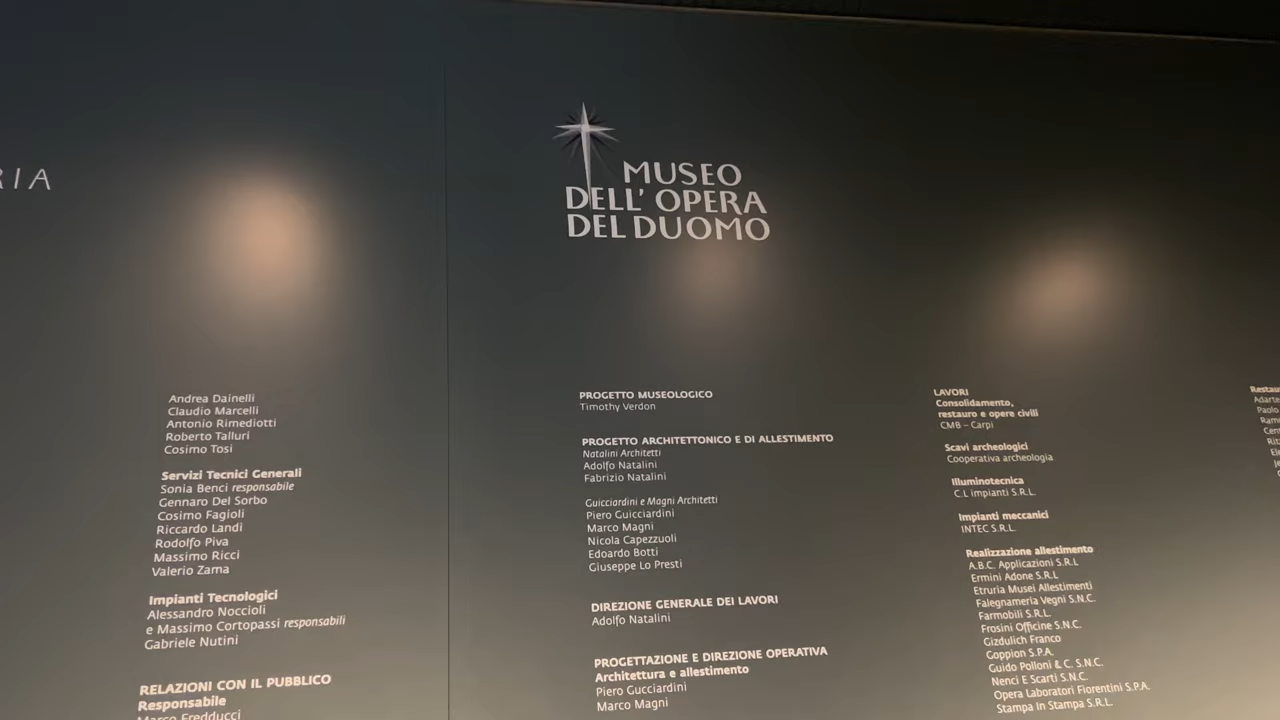 RIA
Andrea Dainelli
Claudio Marcelli
Antonio Rimediotti
Roberto Talluri
Cosimo Tosi
Servizi Tecnici Generali
Sonia Benci responsabile
Gennaro Del Sorbo
Cosimo Fagioli
Riccardo Landi
Rodolfo Piva
Massimo Ricci
Valerio Zama
Impianti Tecnologici
Alessandro Noccioli
e Massimo Cortopassi responsabili
Gabriele Nutini
RELAZIONI CON IL PUBBLICO
Responsabile
Marco Fredducci
MUSEO
DELL' OPERA
DEL DUOMO
PROGETTO MUSEOLOGICO
Timothy Verdon
PROGETTO ARCHITETTONICO E DI ALLESTIMENTO
Natalini Architetti
Adolfo Natalini
Fabrizio Natalini
Guicciardini e Magni Architetti
Piero Guicciardini
Marco Magni
Nicola Capezzuoli
Edoardo Botti
Giuseppe Lo Presti
DIREZIONE GENERALE DEI LAVORI
Adolfo Natalini
PROGETTAZIONE E DIREZIONE OPERATIVA
Architettura e allestimento
Piero Gucciardini
Marco Magni
LAVORI
Consolidamento,
restauro e opere civili
CMB – Carpi
Scavi archeologici
Cooperativa archeologia
Illuminotecnica
C.L impianti S.R.L.
Impianti meccanici
INTEC S.R.L.
Realizzazione allestimento
A.B.C. Applicazioni S.R.L
Ermini Adone S.R.L
Etruria Musei Allestimenti
Falegnameria Vegni S.N.C.
Farmobili S.R.L.
Frosini Officine S.N.C.
Gizdulich Franco
Goppion S.P.A.
Guido Polloni & C. S.N.C.
Nenci E Scarti S.N.C.
Opera Laboratori Fiorentini S.P.A.
Stampa In Stampa S.R.L.
Restau
Adarte
Paolo